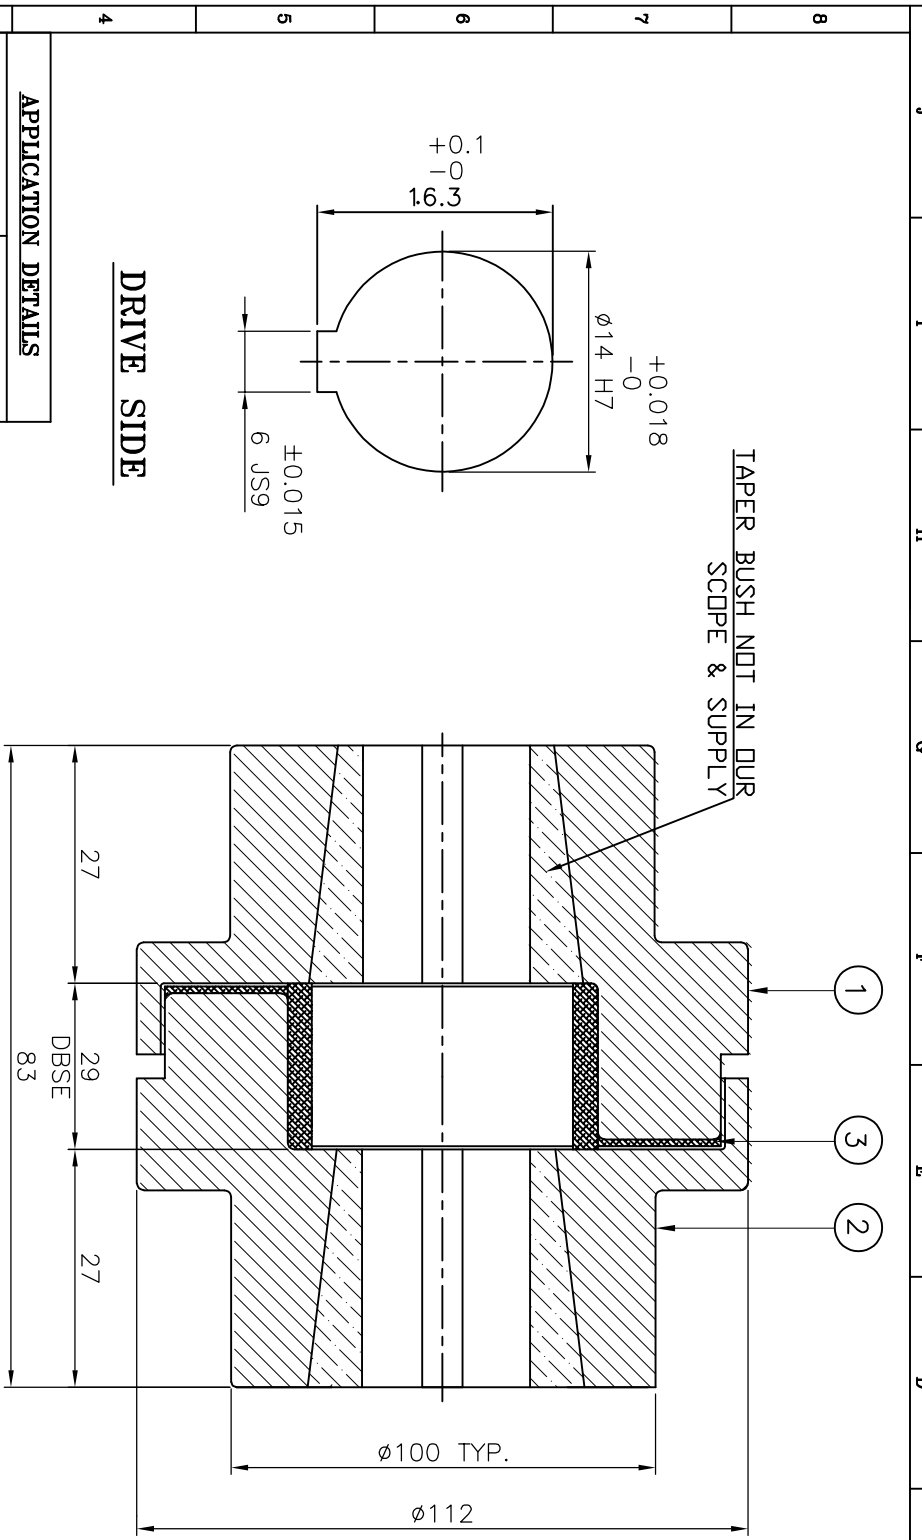 8
7
6
5
4
TAPER BUSH NOT IN OUR
SCOPE & SUPPLY
1
3
2
+0.018
-0
ø14 H7
+0.1
-0
16.3
±0.015
6 JS9
DRIVE SIDE
27
29
DBSE
27
83
ø100 TYP.
ø112
APPLICATION DETAILS